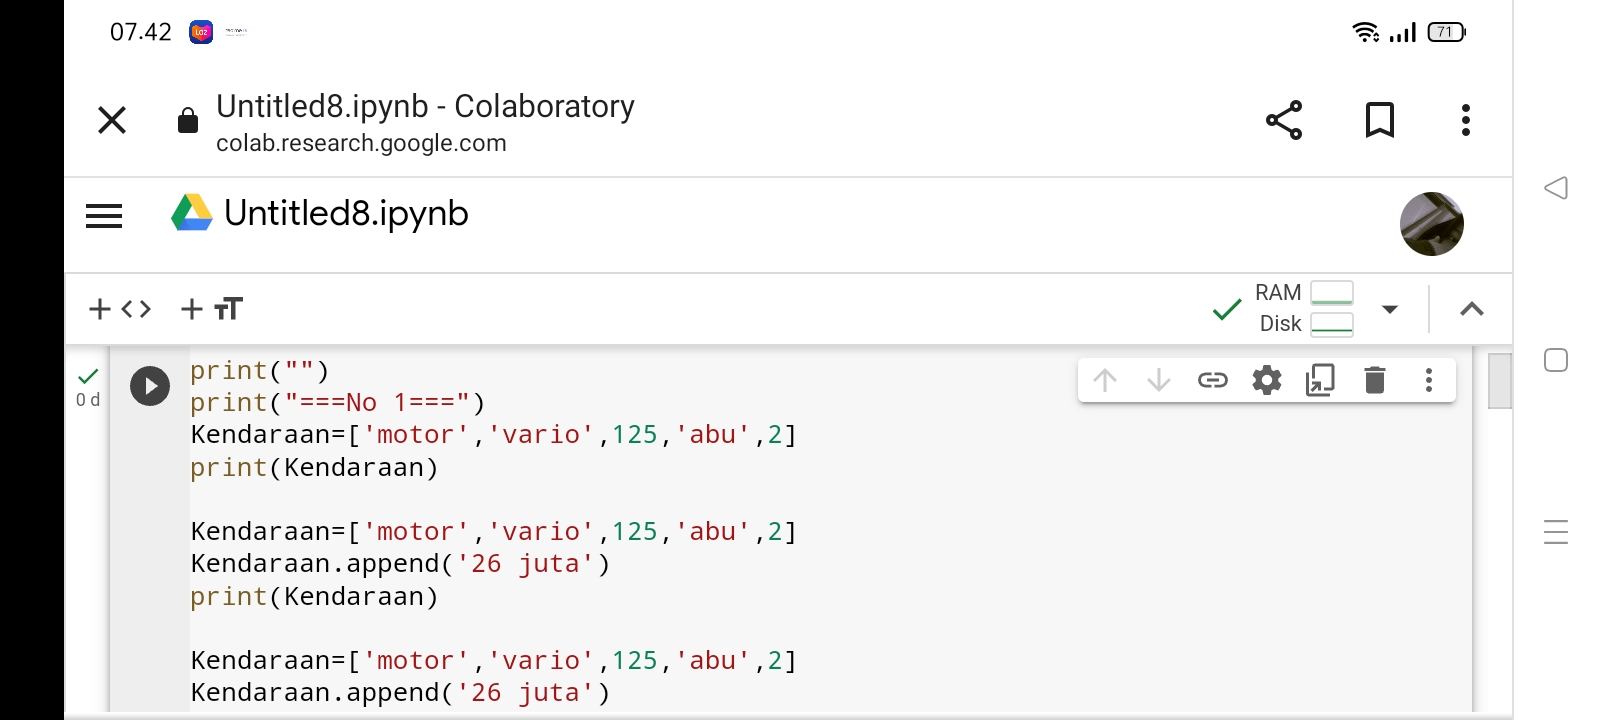 07.42
71
Untitled8.ipynb - Colaboratory
colab.research.google.com
Untitled8.ipynb
RAM
Disk
0 d
print("")
print("===No 1===")
Kendaraan=['motor','vario',125,'abu',2]
print(Kendaraan)
Kendaraan=['motor','vario',125,'abu',2]
Kendaraan.append('26 juta')
print(Kendaraan)
Kendaraan=['motor','vario',125,'abu',2]
Kendaraan.append('26 juta')